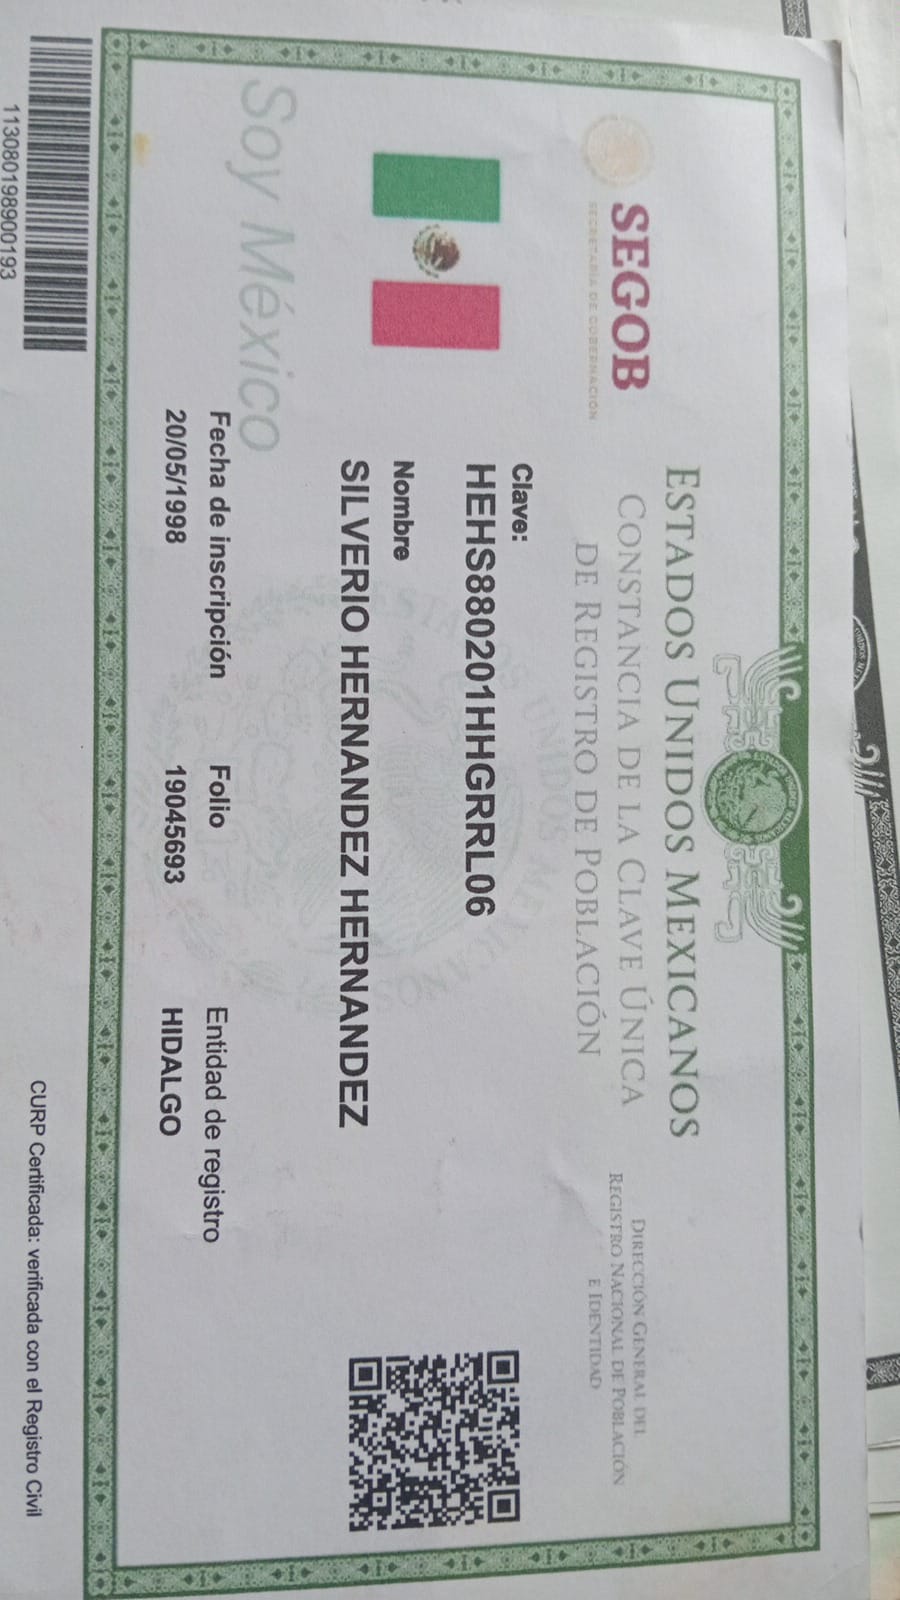 SEGOB
SECRETARÍA DE GOBERNACIÓN
ESTADOS UNIDOS MEXICANOS
CONSTANCIA DE LA CLAVE ÚNICA
DE REGISTRO DE POBLACIÓN
DIRECCIÓN GENERAL DEL
REGISTRO NACIONAL DE POBLACIÓN
E IDENTIDAD
Clave:
HEHS880201HHGRRL06
Nombre
SILVERIO HERNANDEZ HERNANDEZ
Soy México
Fecha de inscripción Folio Entidad de registro
20/05/1998 19045693 HIDALGO
113080198900193
CURP Certificada: verificada con el Registro Civil